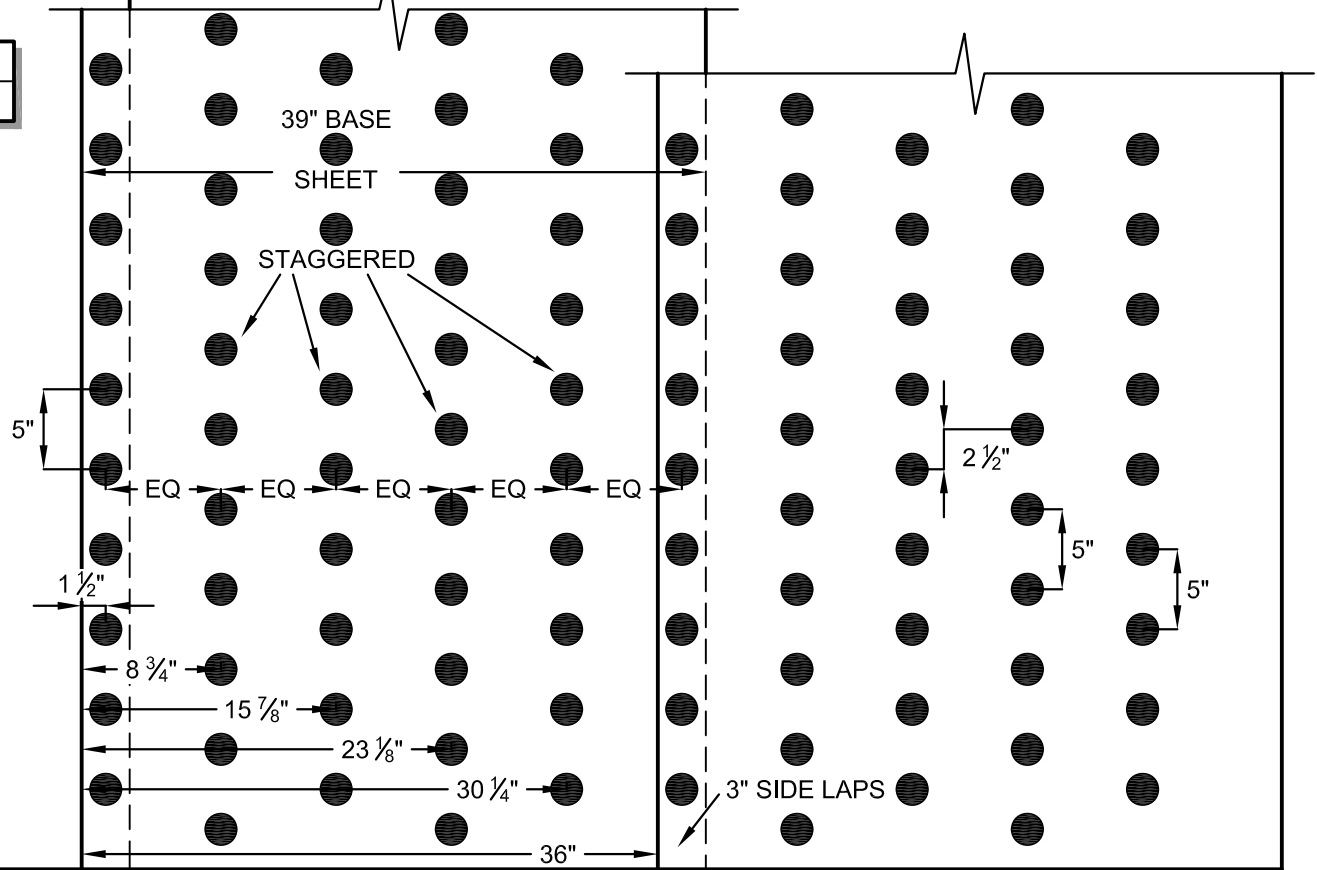 39" BASE
SHEET
STAGGERED
5"
2 ½"
EQ EQ EQ EQ EQ
5"
1 ½"
5"
8 ¾"
15 ⅞"
23 ⅛"
30 ¼"
3" SIDE LAPS
36"